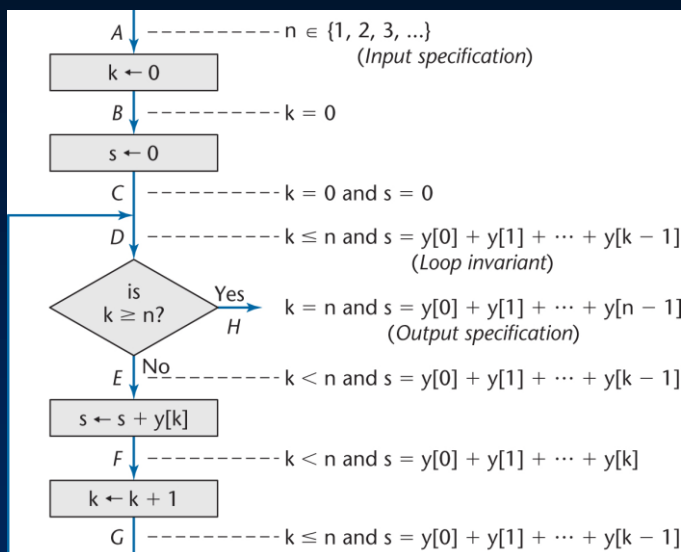 A n ∈ {1, 2, 3, ...}
(Input specification)
k ← 0
B k = 0
s ← 0
C k = 0 and s = 0
D k ≤ n and s = y[0] + y[1] + ··· + y[k − 1]
(Loop invariant)
is
k ≥ n?
Yes
H
k = n and s = y[0] + y[1] + ··· + y[n − 1]
(Output specification)
No
E k < n and s = y[0] + y[1] + ··· + y[k − 1]
s ← s + y[k]
F k < n and s = y[0] + y[1] + ··· + y[k]
k ← k + 1
G k ≤ n and s = y[0] + y[1] + ··· + y[k − 1]